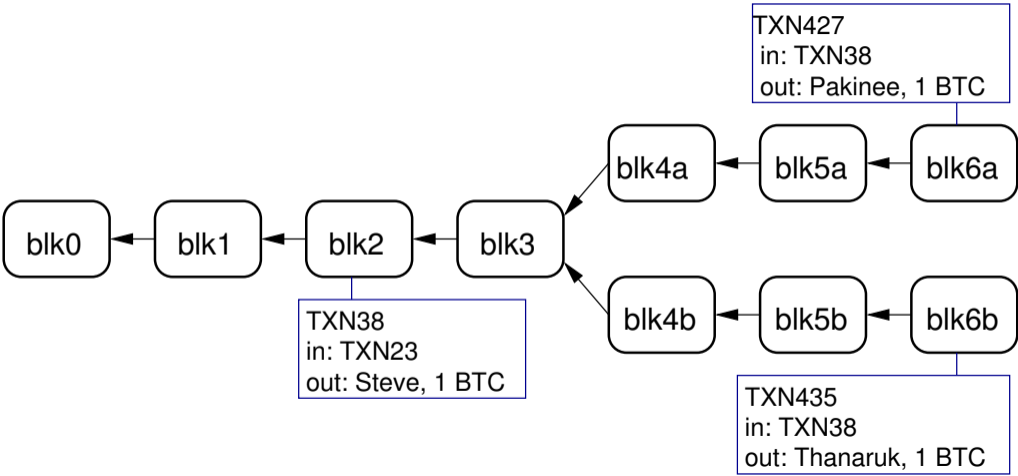 TXN427
in: TXN38
out: Pakinee, 1 BTC
blk4a
blk5a
blk6a
blk0
blk1
blk2
blk3
blk4b
blk5b
blk6b
TXN38
in: TXN23
out: Steve, 1 BTC
TXN435
in: TXN38
out: Thanaruk, 1 BTC